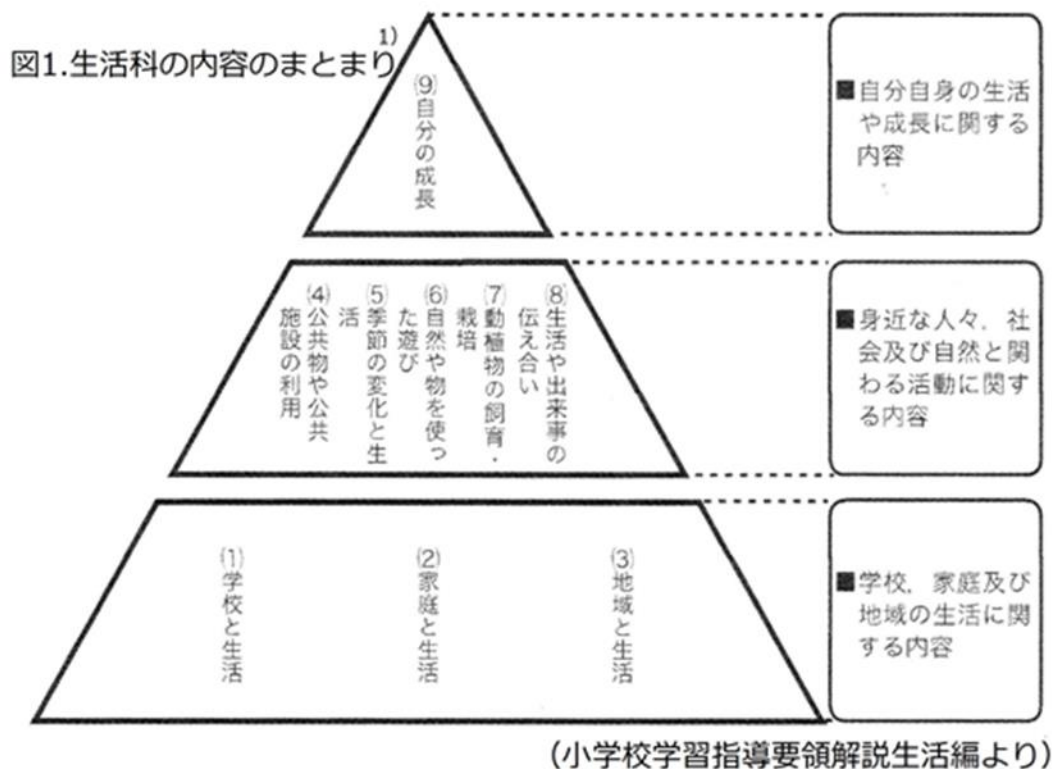 1)
図1.生活科の内容のまとまり
(9)自分の成長
■自分自身の生活
や成長に関する
内容
(8)生活や出来事の
伝え合い
(7)動植物の飼育・
栽培
(6)自然や物を使っ
た遊び
(5)季節の変化と生
活
(4)公共物や公共
施設の利用
■身近な人々,社
会及び自然と関
わる活動に関す
る内容
(1)学校と生活
(2)家庭と生活
(3)地域と生活
■学校,家庭及び
地域の生活に関
する内容
(小学校学習指導要領解説生活編より)